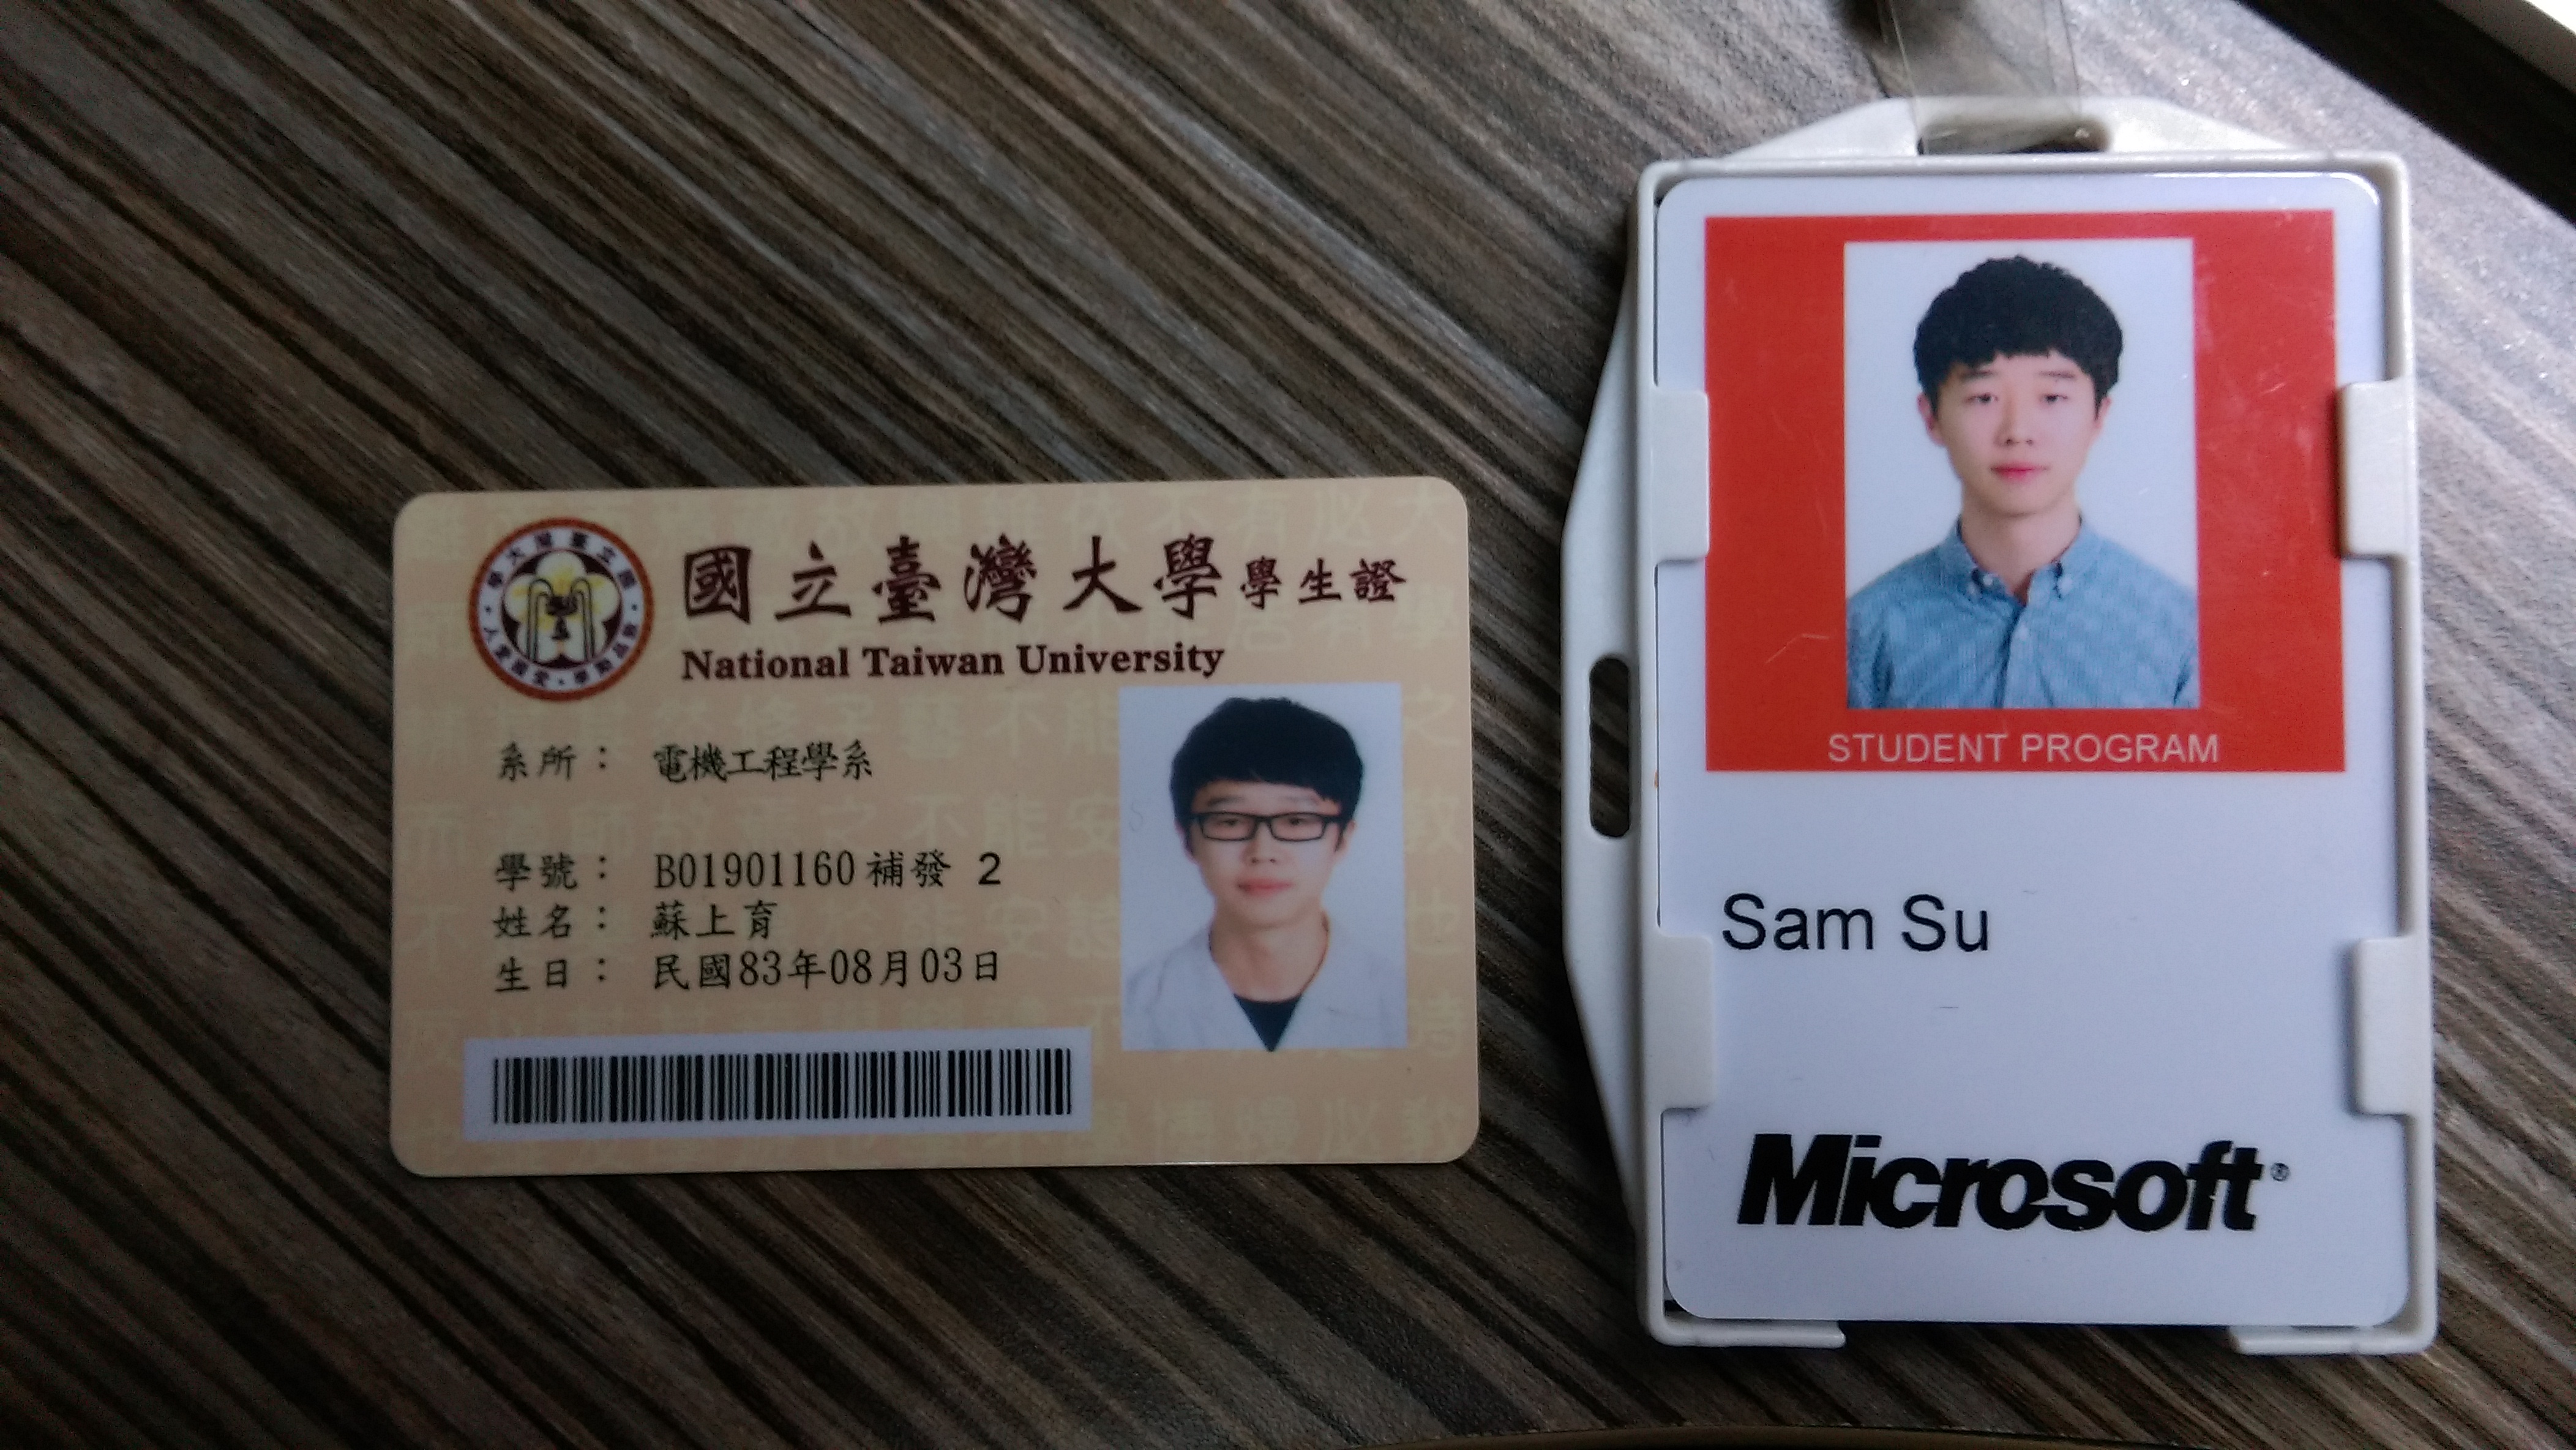 國立臺灣大學 學生證
National Taiwan University
系所： 電機工程學系
學號： B01901160 補發 2
姓名： 蘇上育
生日： 民國83年08月03日
STUDENT PROGRAM
Sam Su
Microsoft®